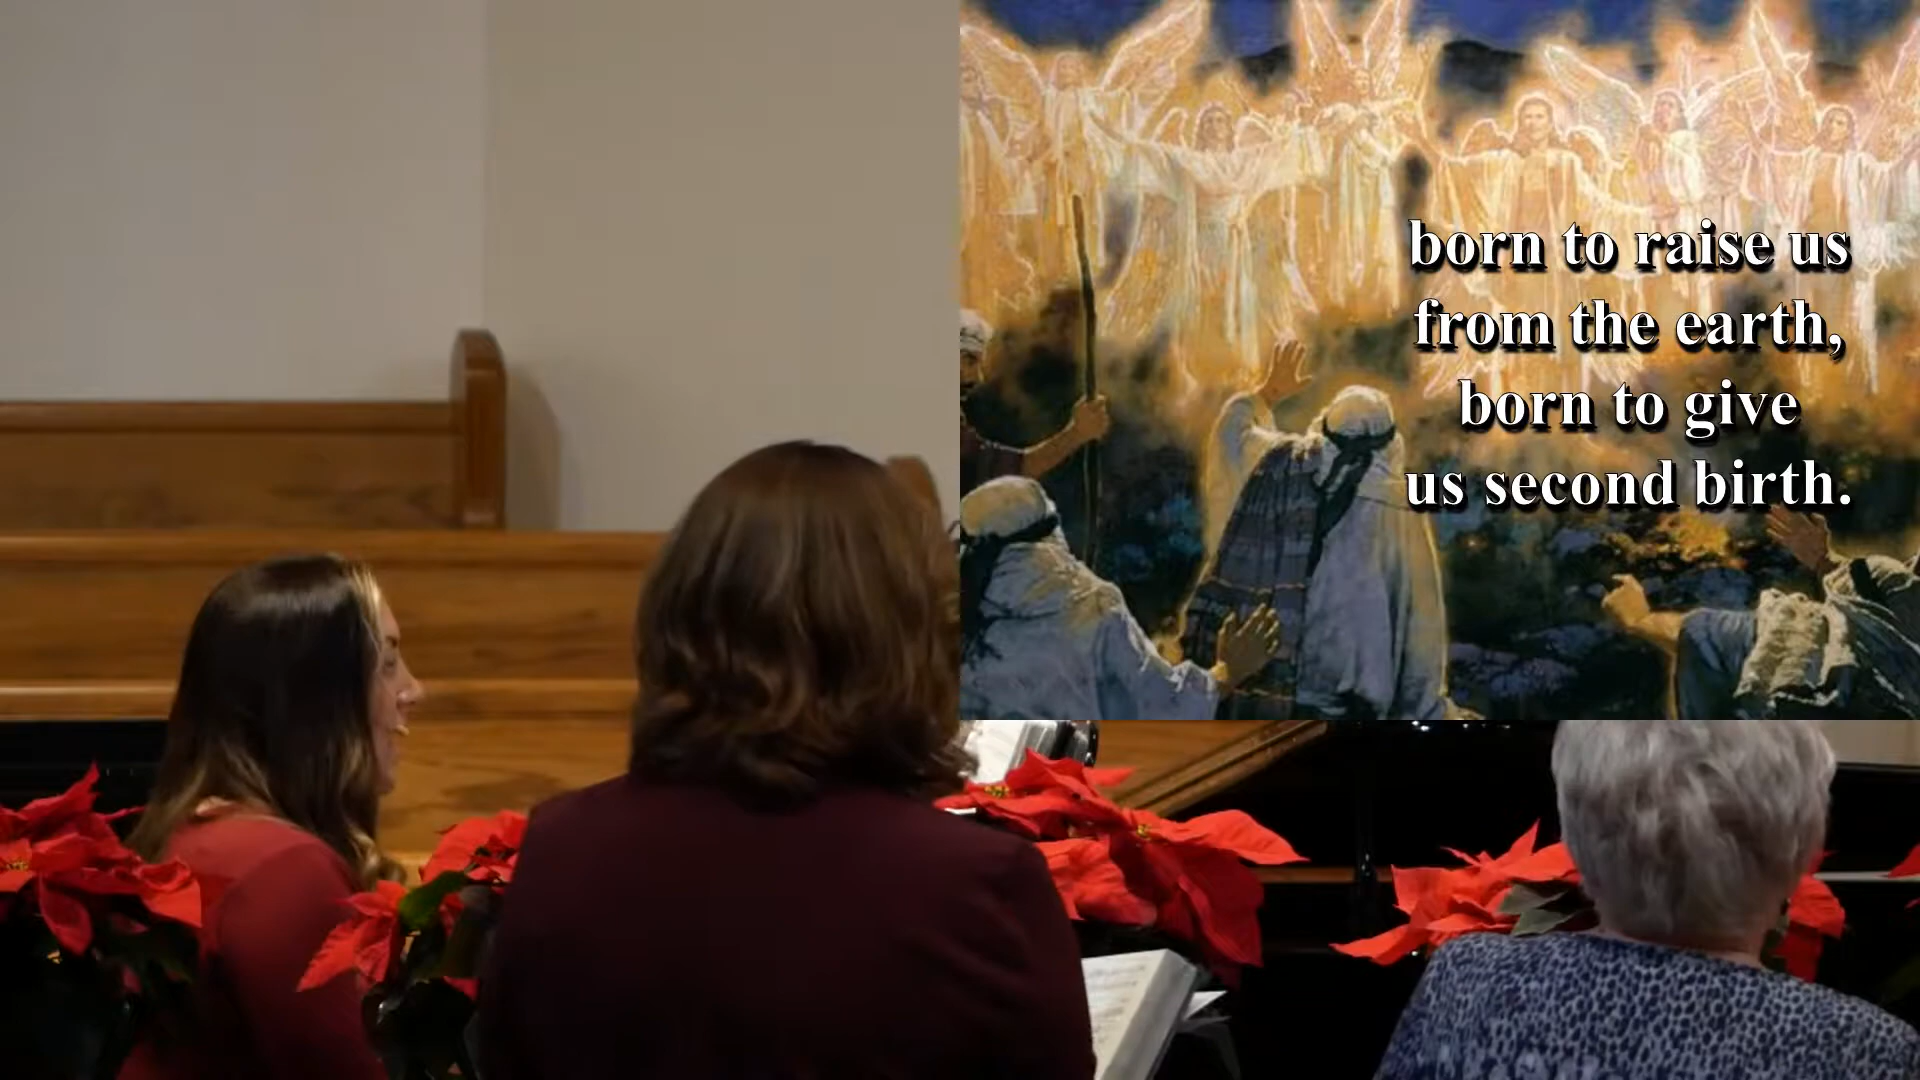 born to raise us
from the earth,
born to give
us second birth.